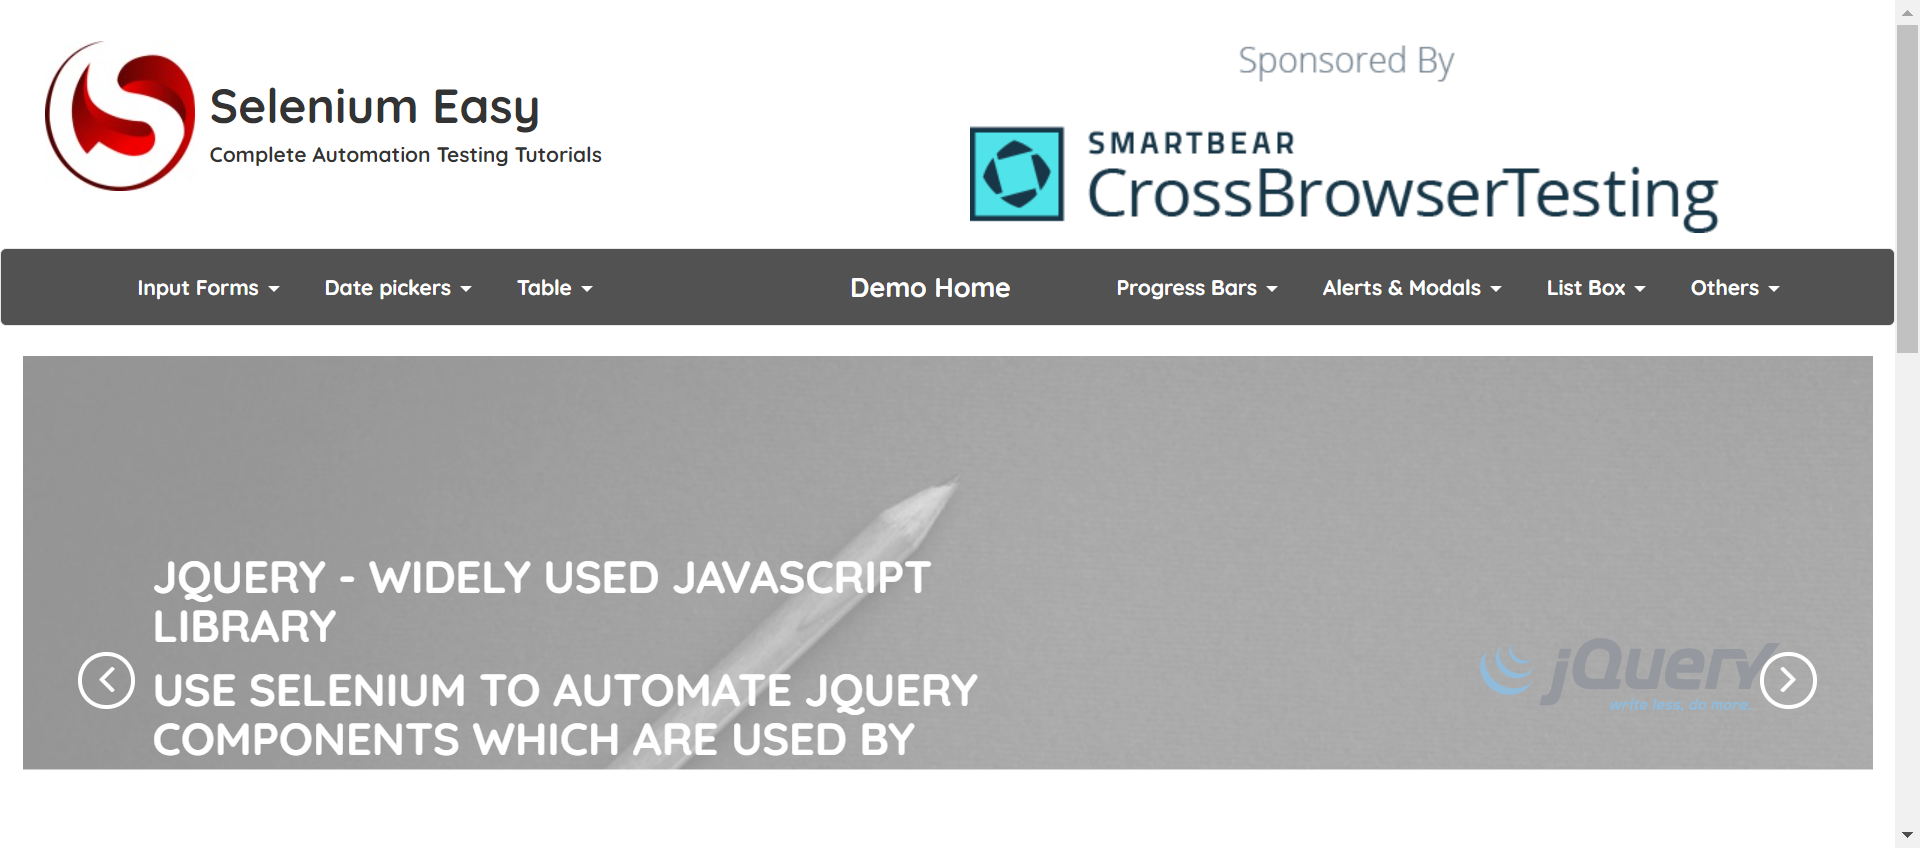 Selenium Easy
Complete Automation Testing Tutorials
Sponsored By
SMARTBEAR
CrossBrowserTesting
Input Forms
Date pickers
Table
Demo Home
Progress Bars
Alerts & Modals
List Box
Others
JQUERY - WIDELY USED JAVASCRIPT
LIBRARY
USE SELENIUM TO AUTOMATE JQUERY
COMPONENTS WHICH ARE USED BY
jQuery
write less, do more.